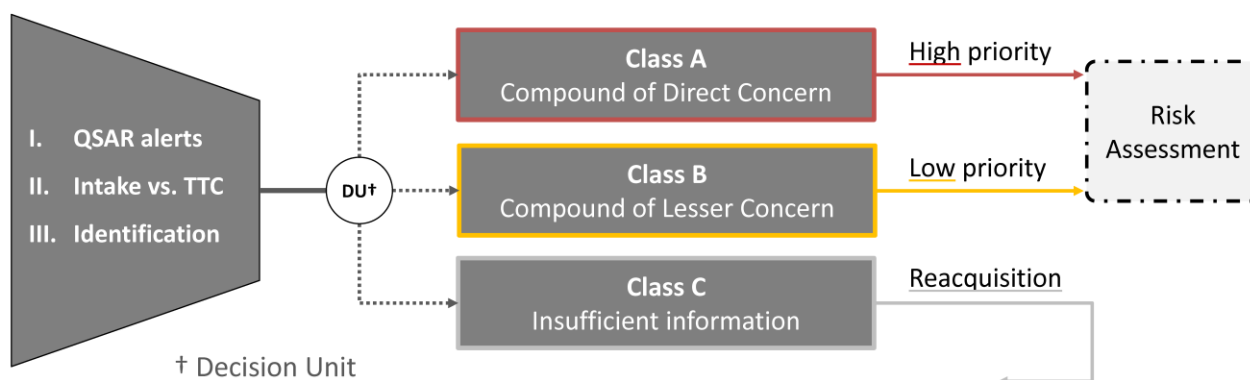 I. QSAR alerts
II. Intake vs. TTC
III. Identification
DU†
† Decision Unit
Class A
Compound of Direct Concern
Class B
Compound of Lesser Concern
Class C
Insufficient information
High priority
Low priority
Reacquisition
Risk
Assessment